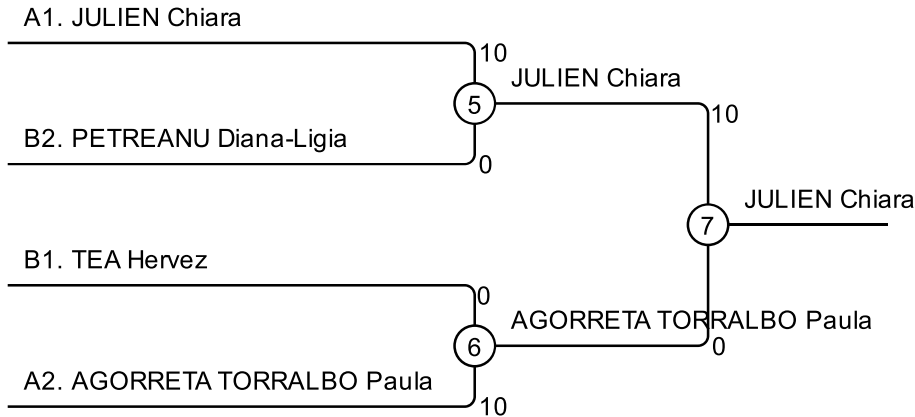 A1. JULIEN Chiara
10
5
JULIEN Chiara
10
B2. PETREANU Diana-Ligia
0
7
JULIEN Chiara
B1. TEA Hervez
0
6
AGORRETA TORRALBO Paula
0
A2. AGORRETA TORRALBO Paula
10